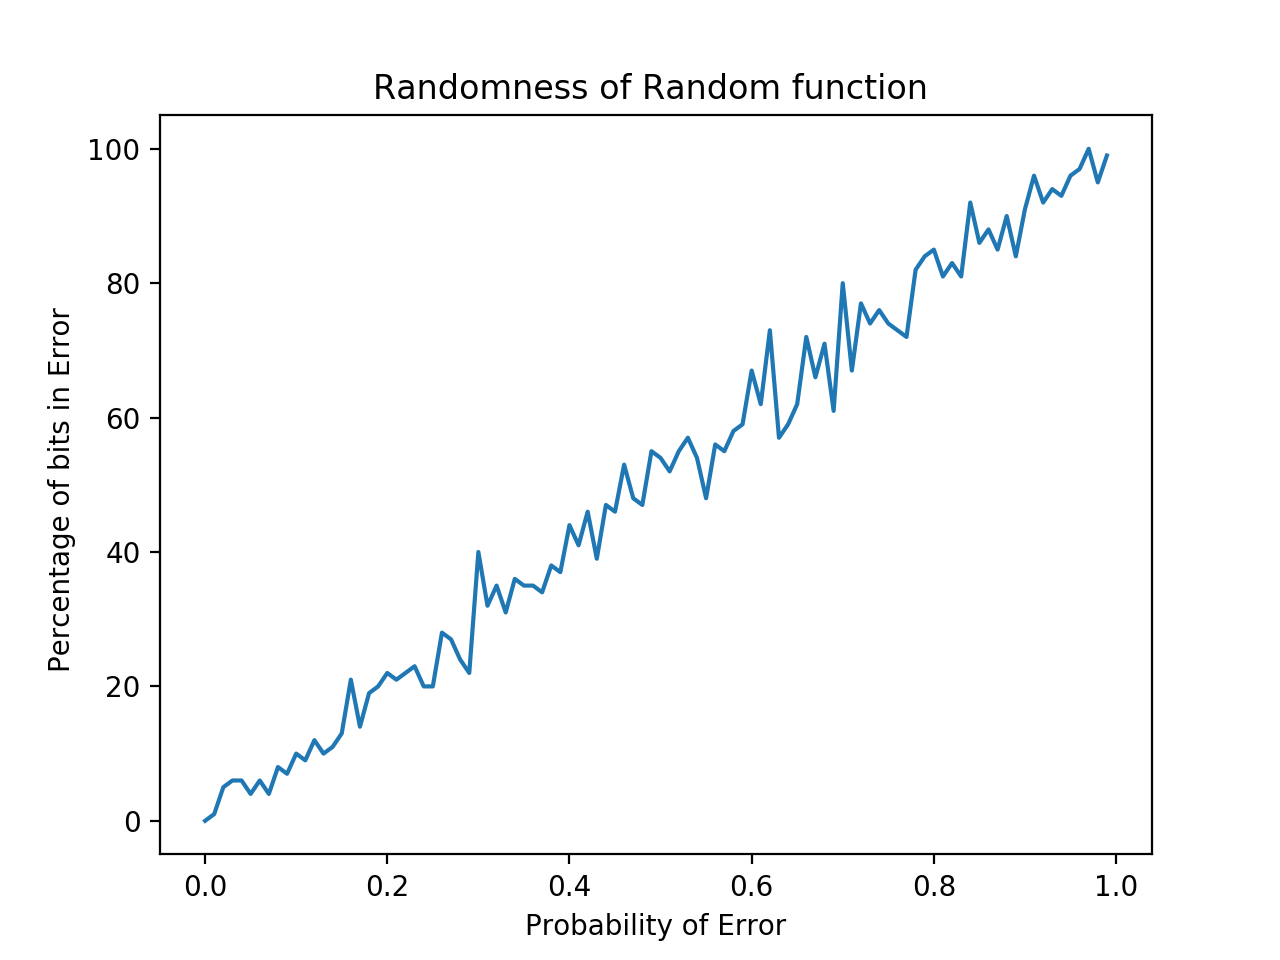 Randomness of Random function
Percentage of bits in Error
100
80
60
40
20
0
0.0 0.2 0.4 0.6 0.8 1.0
Probability of Error